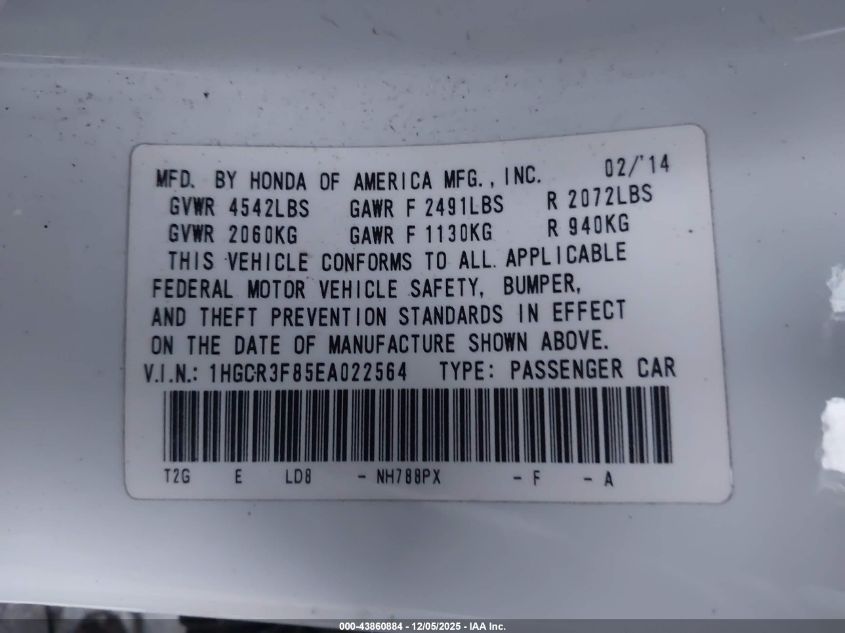 MFD. BY HONDA OF AMERICA MFG., INC. 02/'14
GVWR 4542LBS GAWR F 2491LBS R 2072LBS
GVWR 2060KG GAWR F 1130KG R 940KG
THIS VEHICLE CONFORMS TO ALL APPLICABLE
FEDERAL MOTOR VEHICLE SAFETY, BUMPER,
AND THEFT PREVENTION STANDARDS IN EFFECT
ON THE DATE OF MANUFACTURE SHOWN ABOVE.
V.I.N.: 1HGCR3F85EA022564 TYPE: PASSENGER CAR
T2G E LD8 - NH788PX - F - A
000-43860884 - 12/05/2025 - IAA Inc.